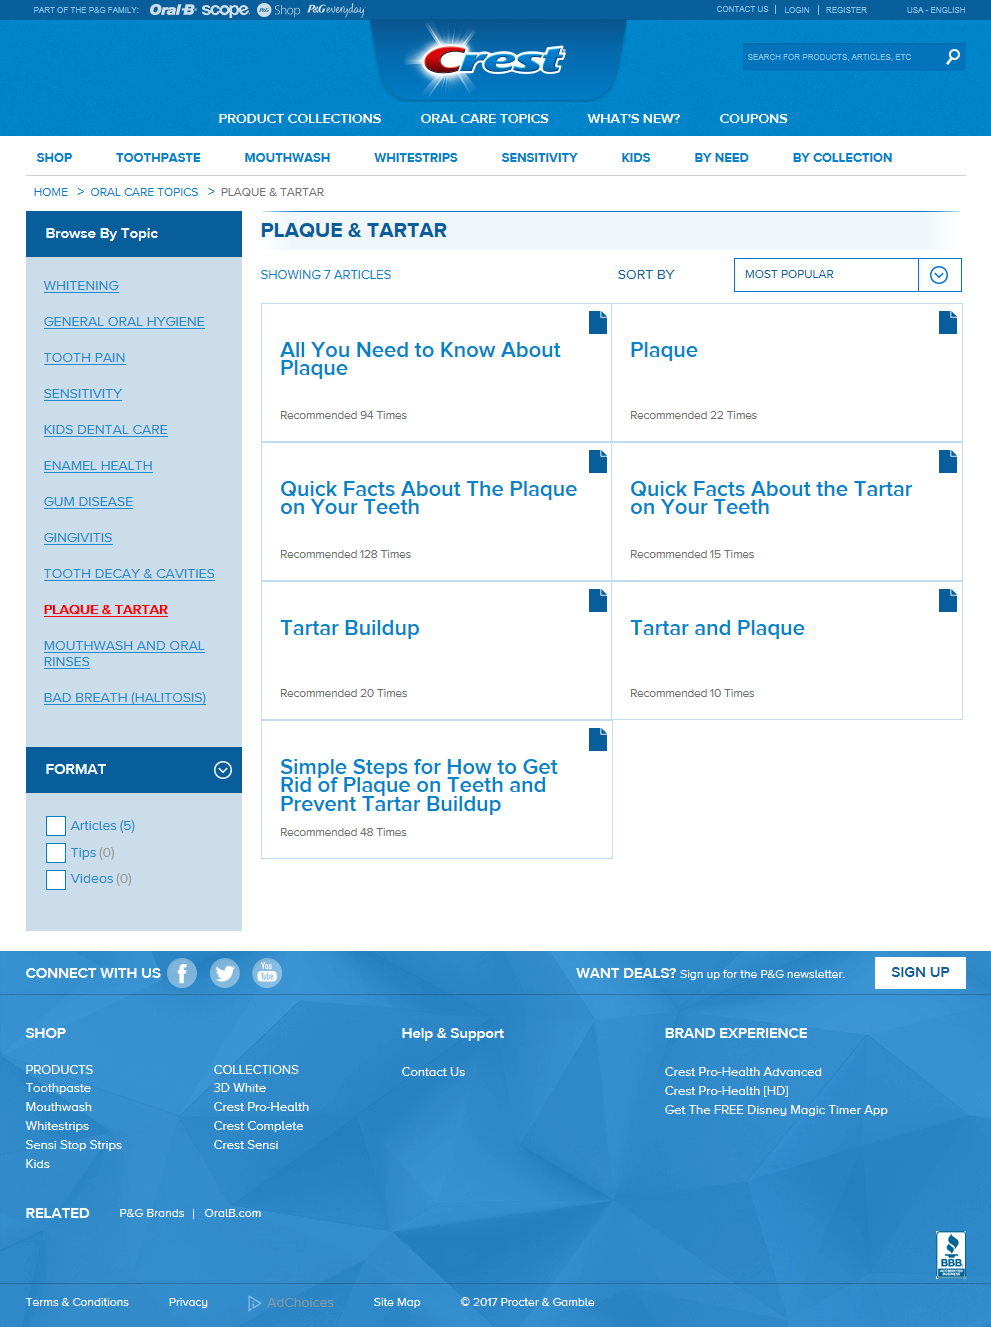 PART OF THE P&G FAMILY: Oral-B scope. P&G Shop P&G everyday
CONTACT US | LOGIN | REGISTER USA - ENGLISH
Crest
SEARCH FOR PRODUCTS, ARTICLES, ETC
PRODUCT COLLECTIONS ORAL CARE TOPICS WHAT'S NEW? COUPONS
SHOP TOOTHPASTE MOUTHWASH WHITESTRIPS SENSITIVITY KIDS BY NEED BY COLLECTION
HOME > ORAL CARE TOPICS > PLAQUE & TARTAR
Browse By Topic
WHITENING
GENERAL ORAL HYGIENE
TOOTH PAIN
SENSITIVITY
KIDS DENTAL CARE
ENAMEL HEALTH
GUM DISEASE
GINGIVITIS
TOOTH DECAY & CAVITIES
PLAQUE & TARTAR
MOUTHWASH AND ORAL
RINSES
BAD BREATH (HALITOSIS)
FORMAT
Articles (5)
Tips (0)
Videos (0)
PLAQUE & TARTAR
SHOWING 7 ARTICLES
SORT BY
MOST POPULAR
All You Need to Know About
Plaque
Recommended 94 Times
Plaque
Recommended 22 Times
Quick Facts About The Plaque
on Your Teeth
Recommended 128 Times
Quick Facts About the Tartar
on Your Teeth
Recommended 15 Times
Tartar Buildup
Recommended 20 Times
Tartar and Plaque
Recommended 10 Times
Simple Steps for How to Get
Rid of Plaque on Teeth and
Prevent Tartar Buildup
Recommended 48 Times
CONNECT WITH US
You
Tube
WANT DEALS? Sign up for the P&G newsletter.
SIGN UP
SHOP
PRODUCTS
Toothpaste
Mouthwash
Whitestrips
Sensi Stop Strips
Kids
COLLECTIONS
3D White
Crest Pro-Health
Crest Complete
Crest Sensi
Help & Support
Contact Us
BRAND EXPERIENCE
Crest Pro-Health Advanced
Crest Pro-Health [HD]
Get The FREE Disney Magic Timer App
RELATED P&G Brands | OralB.com
BBB.
ACCREDITED
BUSINESS
Terms & Conditions Privacy AdChoices Site Map © 2017 Procter & Gamble